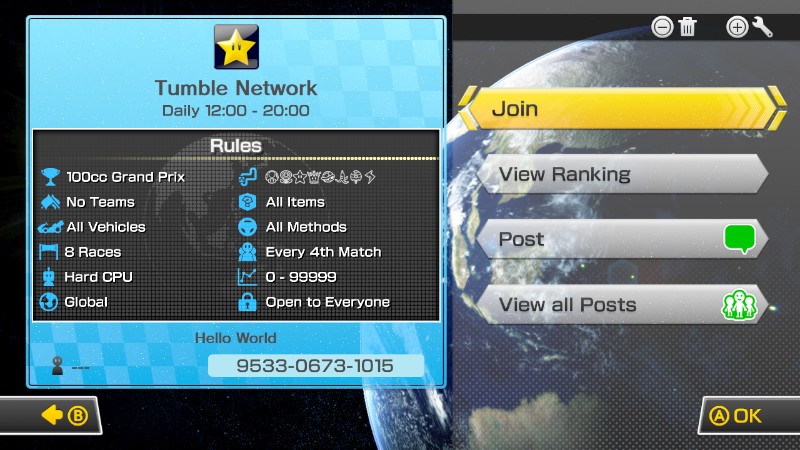 Tumble Network
Daily 12:00 - 20:00
Rules
100cc Grand Prix
No Teams
All Items
All Vehicles
All Methods
8 Races
Every 4th Match
Hard CPU
0 - 99999
Global
Open to Everyone
Hello World
---
9533-0673-1015
Join
View Ranking
Post
View all Posts
B
A OK